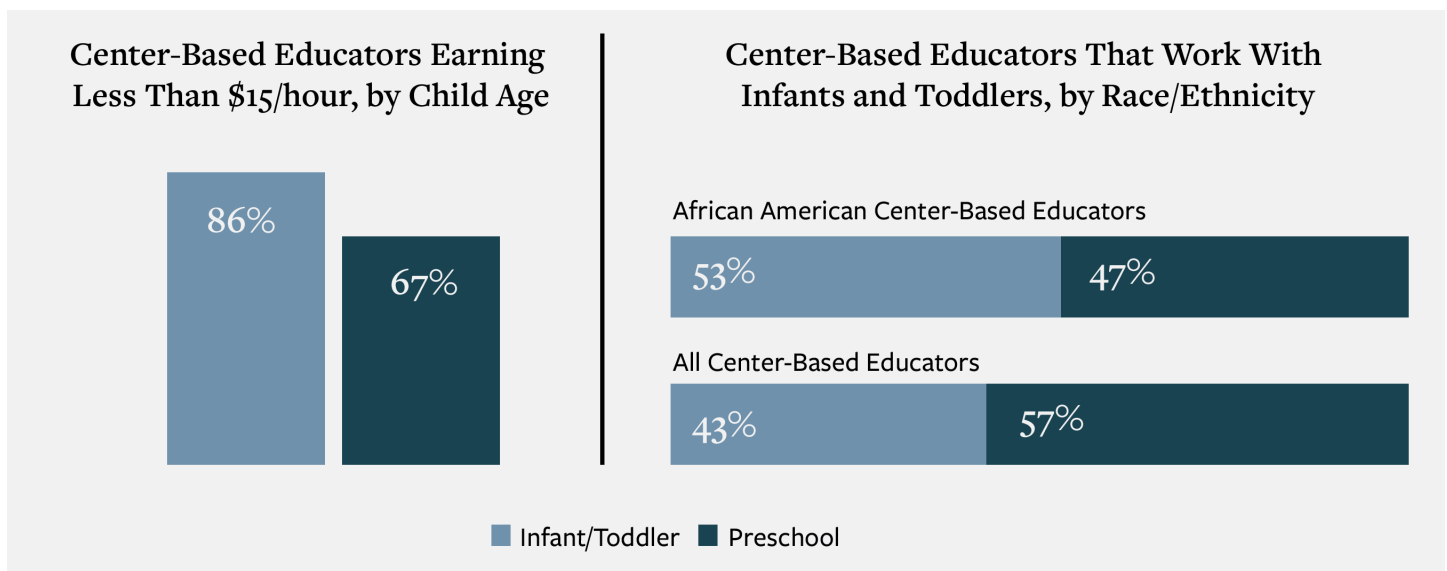 Center-Based Educators Earning
Less Than $15/hour, by Child Age
86%
67%
Center-Based Educators That Work With
Infants and Toddlers, by Race/Ethnicity
African American Center-Based Educators
53%
47%
All Center-Based Educators
43%
57%
Infant/Toddler
Preschool